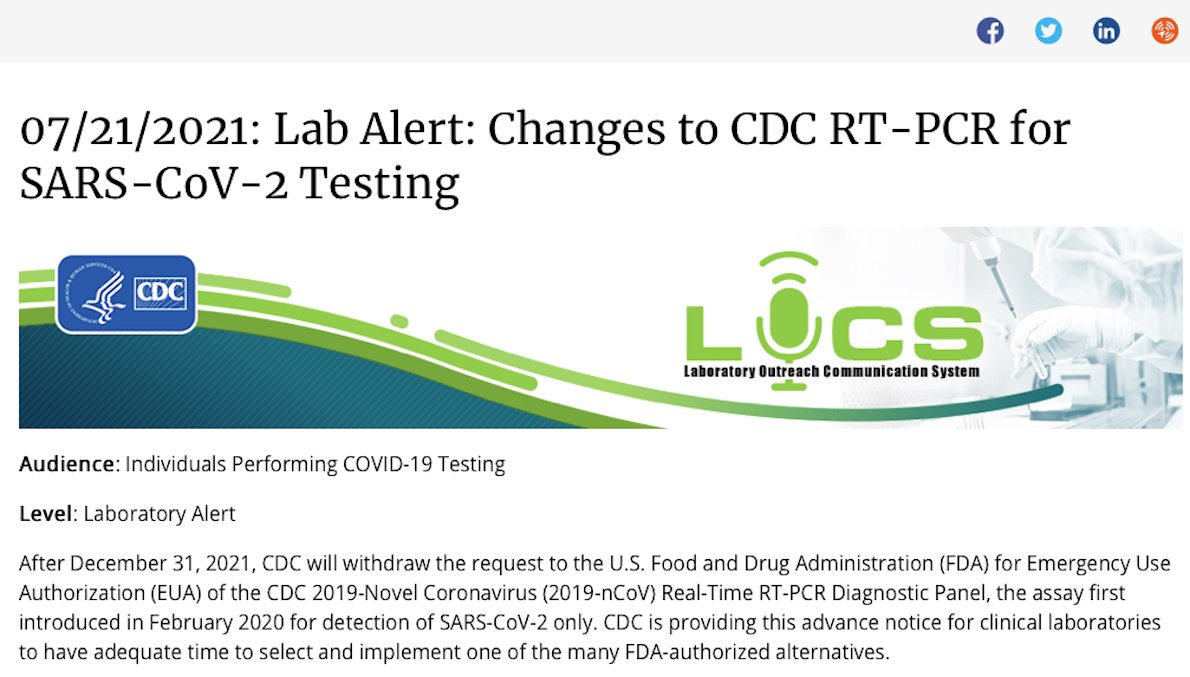 07/21/2021: Lab Alert: Changes to CDC RT-PCR for
SARS-CoV-2 Testing
CDC
LOCS
Laboratory Outreach Communication System
Audience: Individuals Performing COVID-19 Testing
Level: Laboratory Alert
After December 31, 2021, CDC will withdraw the request to the U.S. Food and Drug Administration (FDA) for Emergency Use
Authorization (EUA) of the CDC 2019-Novel Coronavirus (2019-nCoV) Real-Time RT-PCR Diagnostic Panel, the assay first
introduced in February 2020 for detection of SARS-CoV-2 only. CDC is providing this advance notice for clinical laboratories
to have adequate time to select and implement one of the many FDA-authorized alternatives.